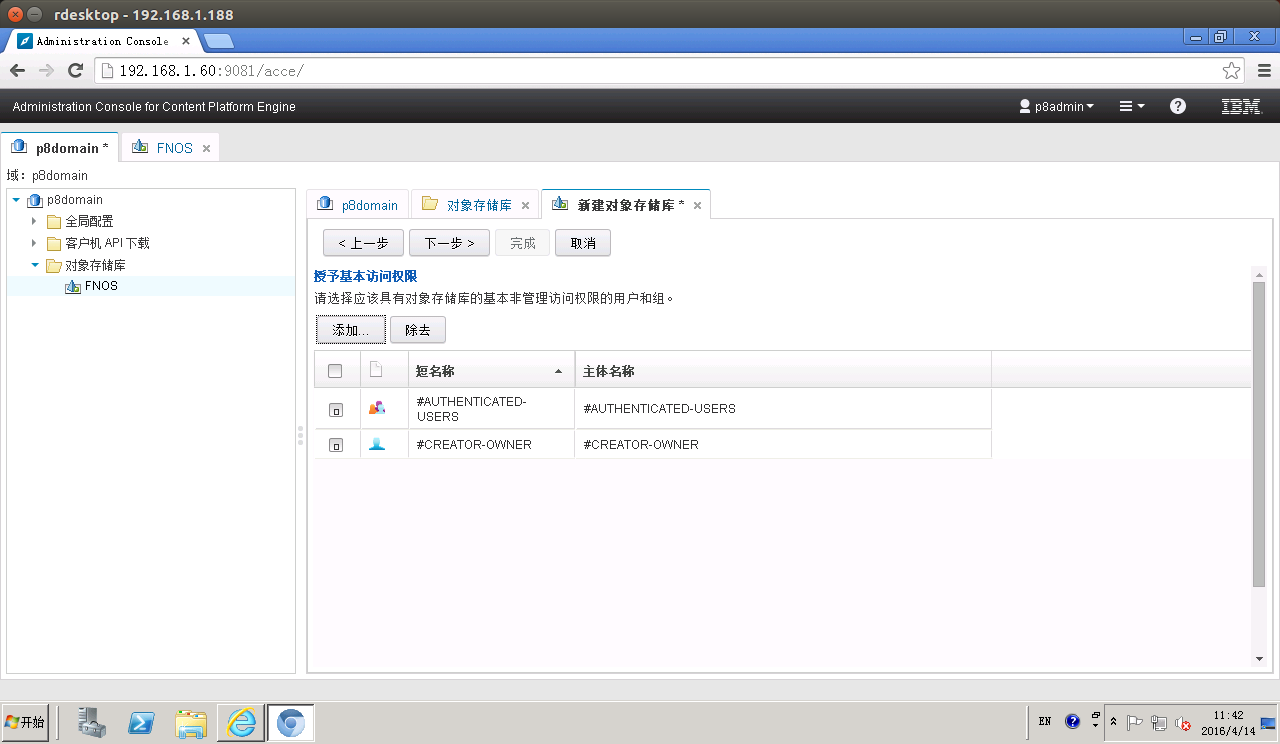 rdesktop - 192.168.1.188
Administration Console
192.168.1.60:9081/acce/
Administration Console for Content Platform Engine
p8admin
IBM
p8domain *
FNOS
域: p8domain
p8domain
全局配置
客户机 API 下载
对象存储库
FNOS
p8domain
对象存储库
新建对象存储库 *
< 上一步
下一步 >
完成
取消
授予基本访问权限
请选择应该具有对象存储库的基本非管理访问权限的用户和组。
添加...
除去
短名称
主体名称
#AUTHENTICATED-
USERS
#AUTHENTICATED-USERS
#CREATOR-OWNER
#CREATOR-OWNER
开始
EN
11:42
2016/4/14